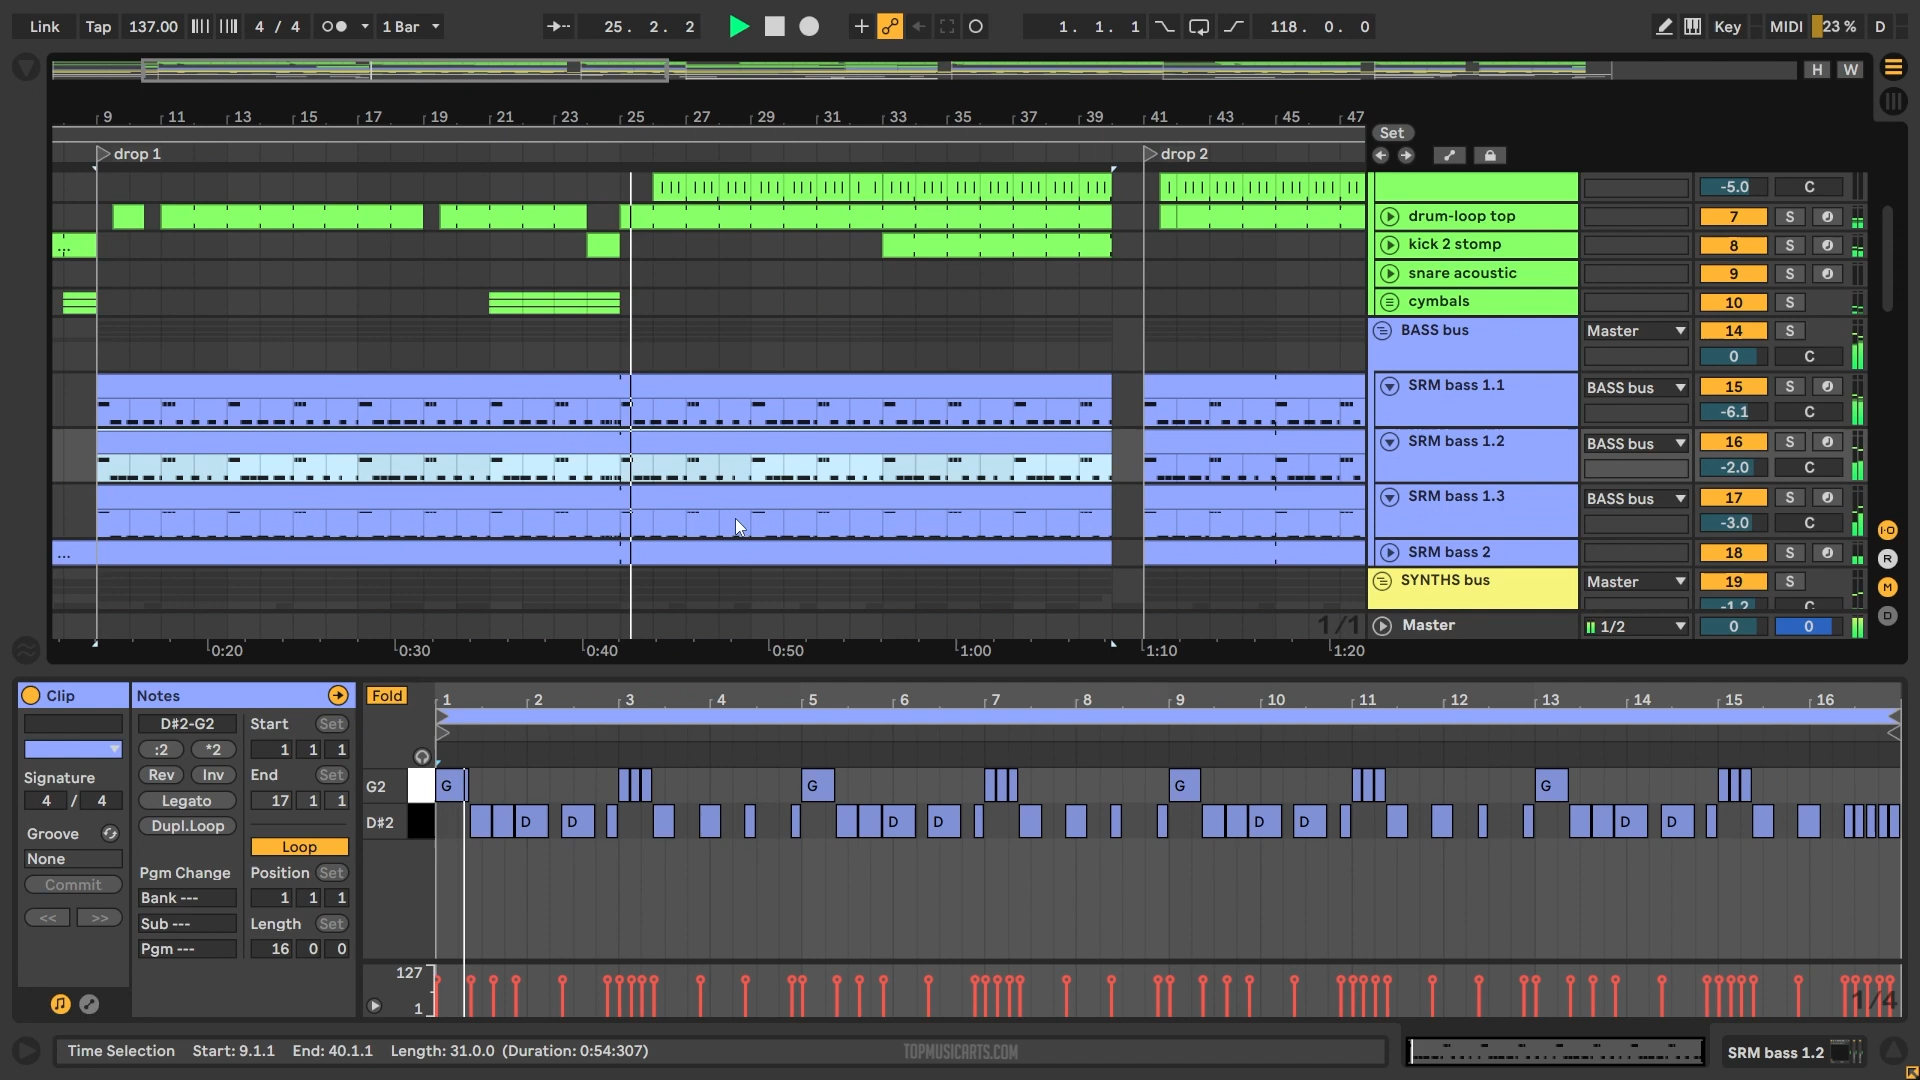 Link Tap 137.00 4 / 4 1 Bar 25. 2. 2 1. 1. 1 118. 0. 0 Key MIDI 23 % D
H W
9 11 13 15 17 19 21 23 25 27 29 31 33 35 37 39 41 43 45 47
Set
drop 1 drop 2
-5.0 C
drum-loop top 7 S
... kick 2 stomp 8 S
snare acoustic 9 S
cymbals 10 S
BASS bus Master 14 S
0 C
SRM bass 1.1 BASS bus 15 S
-6.1 C
SRM bass 1.2 BASS bus 16 S
-2.0 C
SRM bass 1.3 BASS bus 17 S
-3.0 C
... SRM bass 2 18 S
SYNTHS bus Master 19 S
-1.2 C
1/1 Master 1/2 0 0
0:20 0:30 0:40 0:50 1:00 1:10 1:20
I·O
R
M
D
Clip Notes Fold 1 2 3 4 5 6 7 8 9 10 11 12 13 14 15 16
D#2-G2 Start Set
:2 *2 1 1 1
Signature Rev Inv End Set
4 / 4 Legato 17 1 1
Groove Dupl.Loop
None Loop
Commit Pgm Change Position Set
<< >> Bank --- 1 1 1
Sub --- Length Set
Pgm --- 16 0 0
G2 G G G G
D#2 D D D D D D D D
127
1 1/4
Time Selection Start: 9.1.1 End: 40.1.1 Length: 31.0.0 (Duration: 0:54:307) TOPMUSICARTS.COM SRM bass 1.2